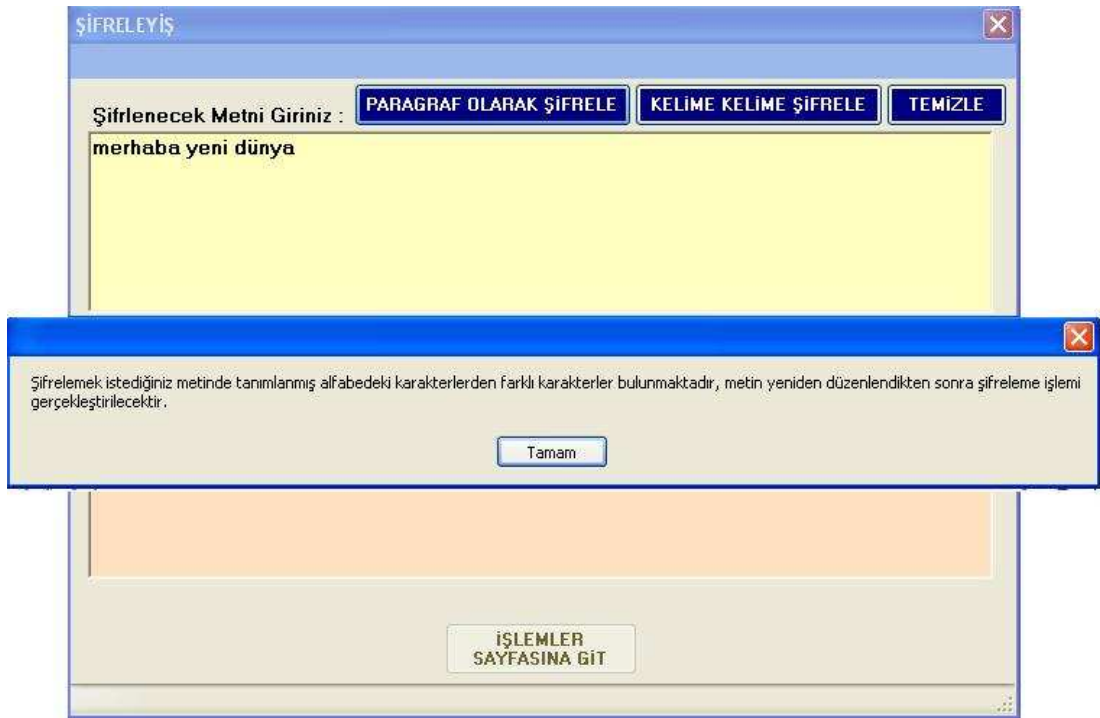 ŞİFRELEYİŞ
Şifrlenecek Metni Giriniz : PARAGRAF OLARAK ŞİFRELE KELİME KELİME ŞİFRELE TEMİZLE
merhaba yeni dünya
Şifrelemek istediğiniz metinde tanımlanmış alfabedeki karakterlerden farklı karakterler bulunmaktadır, metin yeniden düzenlendikten sonra şifreleme işlemi
gerçekleştirilecektir.
Tamam
İŞLEMLER
SAYFASINA GİT